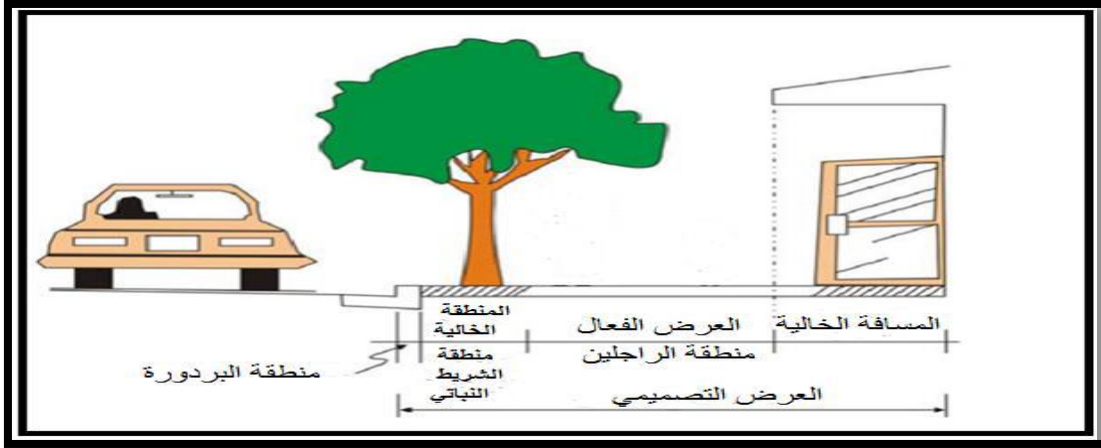 المسافة الخالية
العرض الفعال
المنطقة
الخالية
منطقة الراجلين
منطقة
الشريط
النباتي
منطقة البردورة
العرض التصميمي